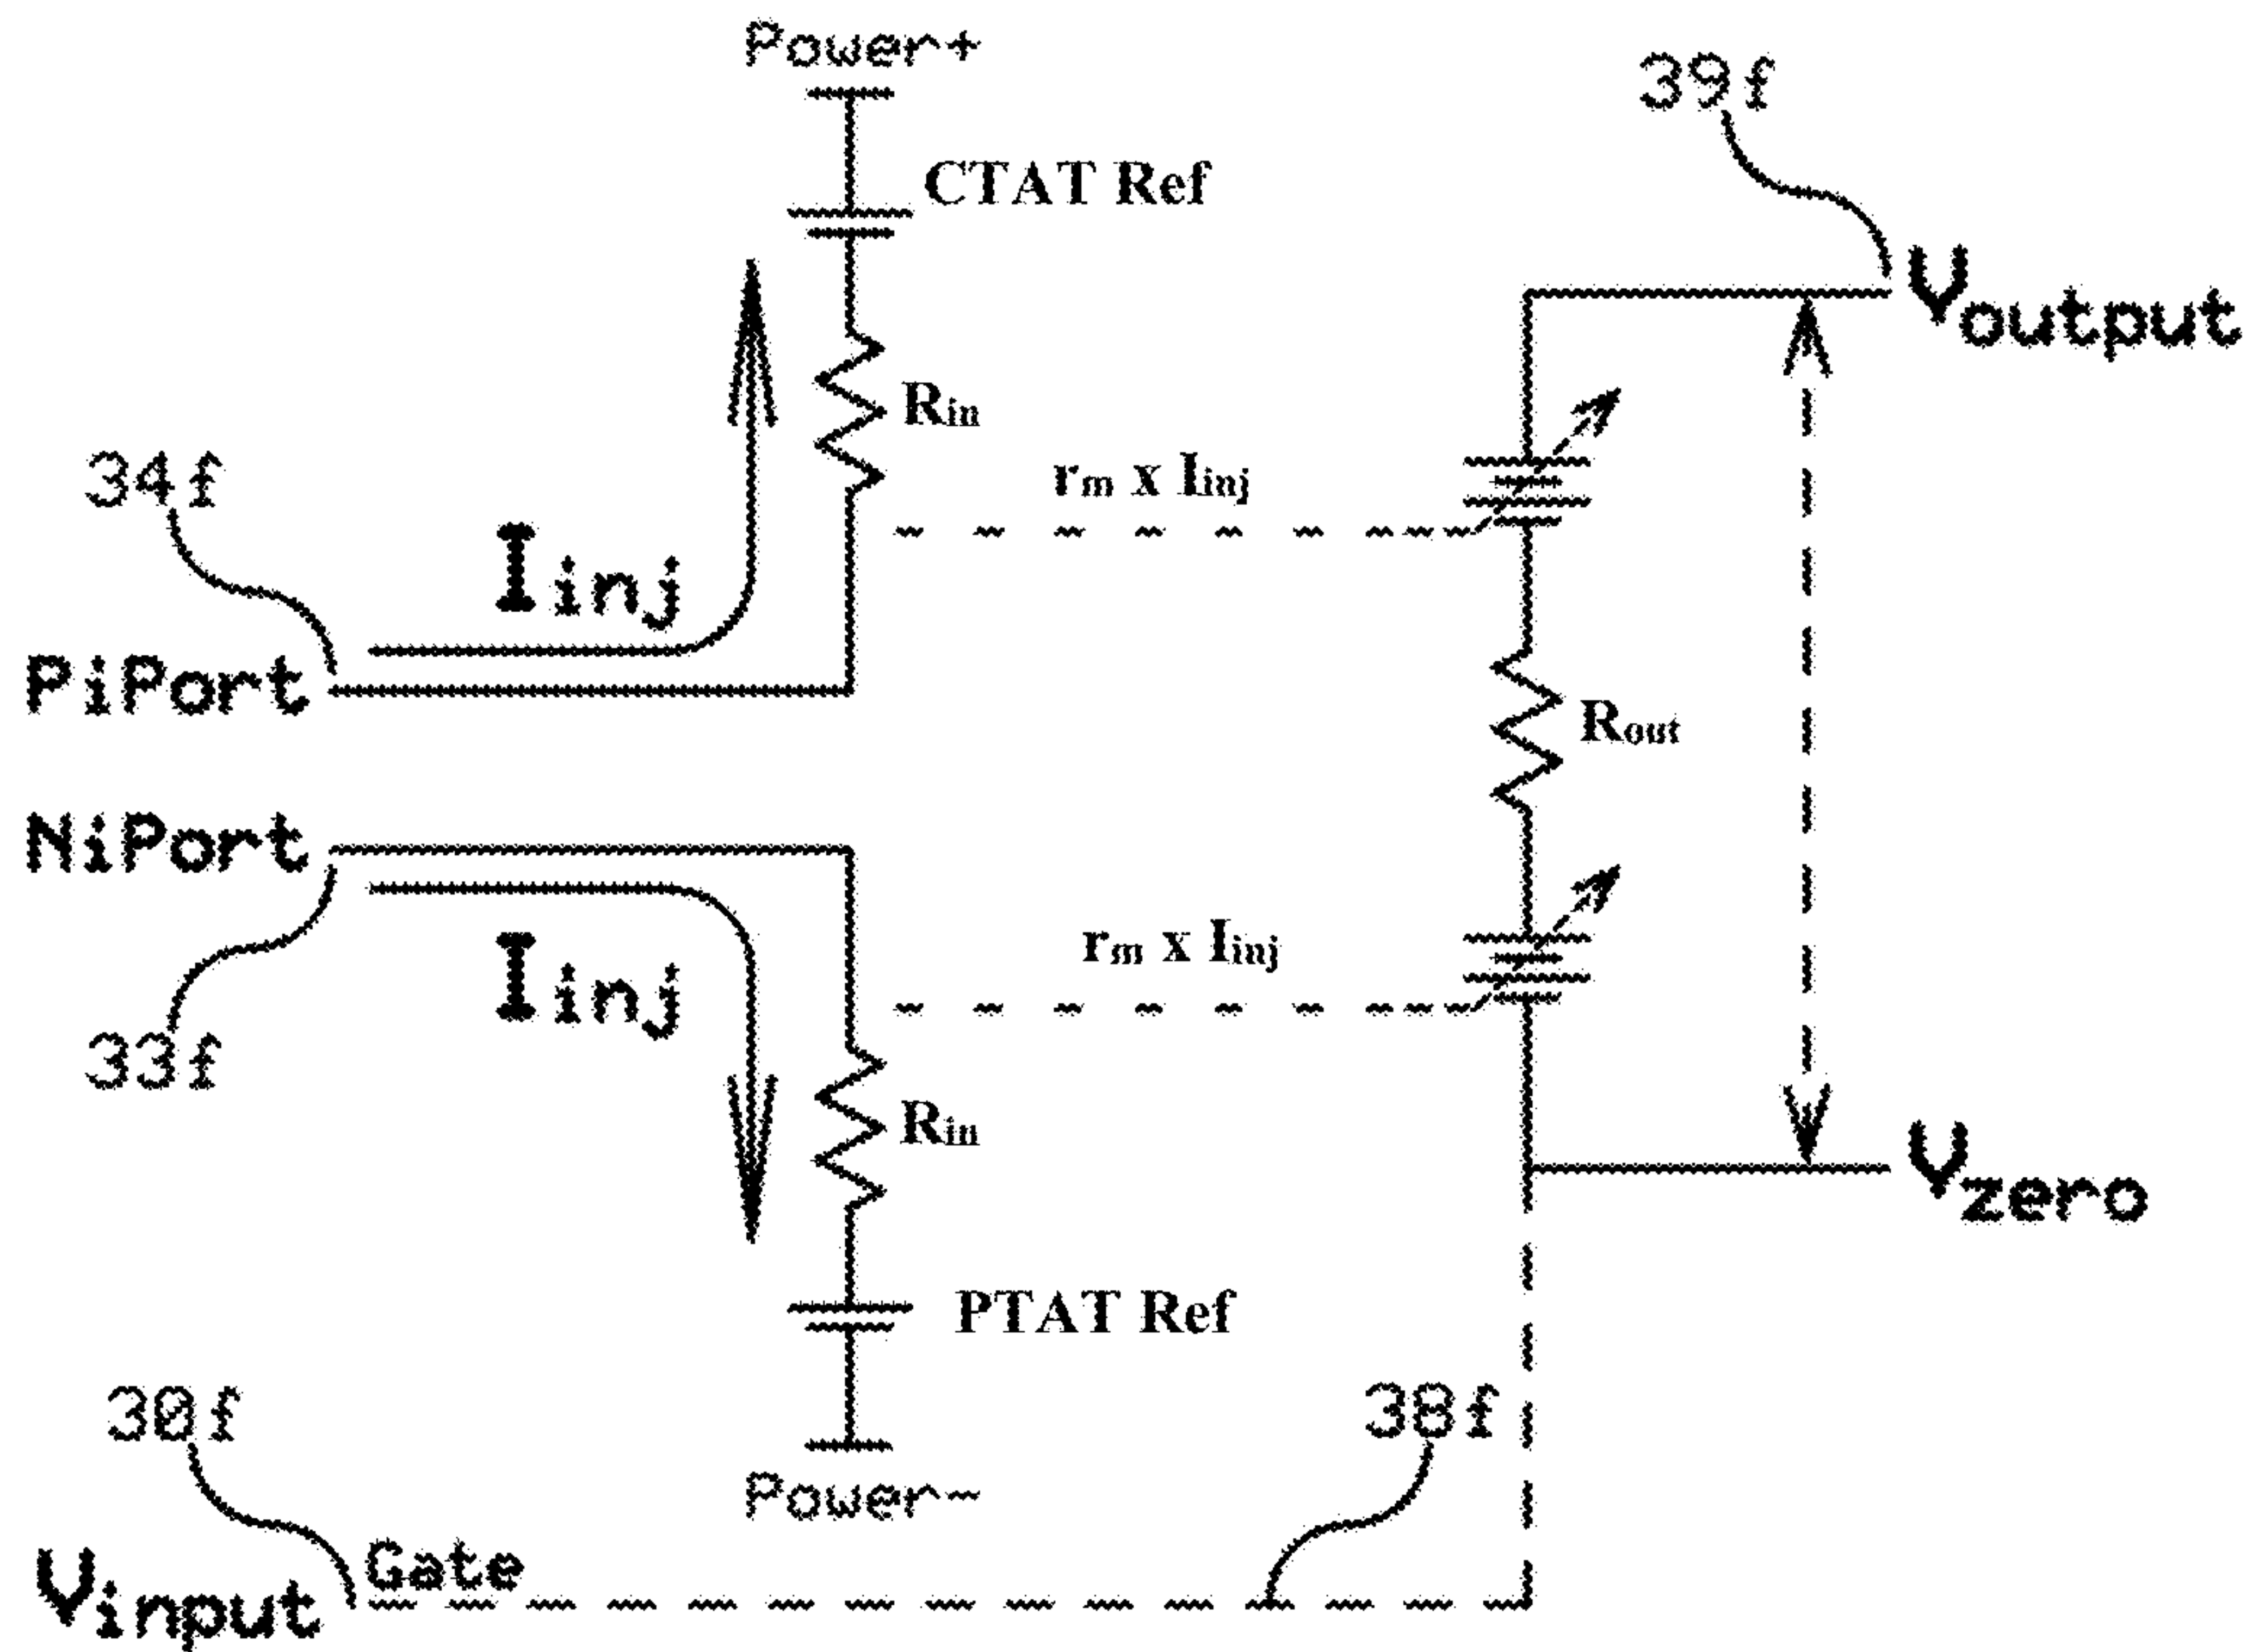 Power+
39f
CTAT Ref
Voutput
Rin
34f
rm x Iinj
Iinj
PiPort
Rout
NiPort
rm x Iinj
Iinj
33f
Rin
Vzero
PTAT Ref
30f
38f
Power-
Gate
Vinput